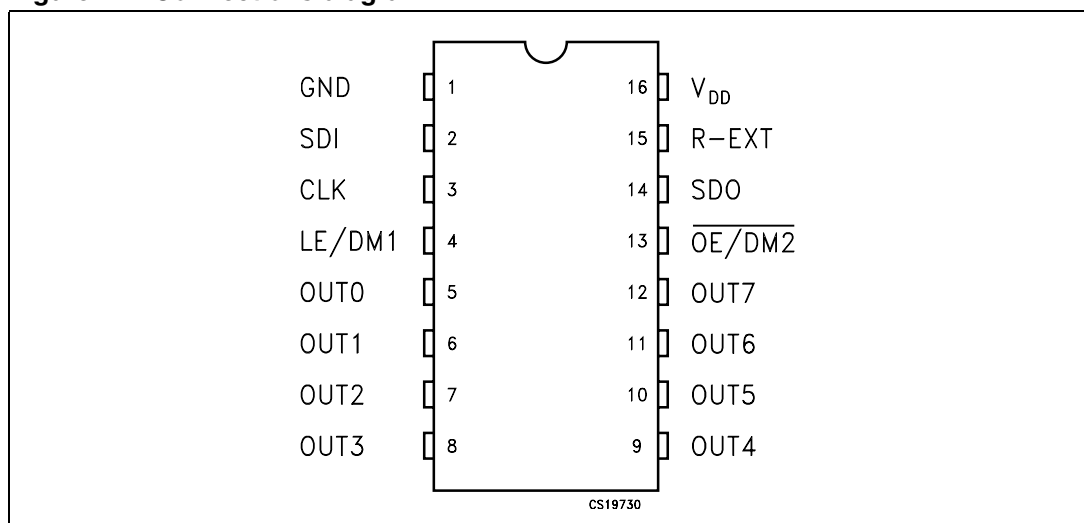 GND 1 16 VDD
SDI 2 15 R-EXT
CLK 3 14 SDO
LE/DM1 4 13 OE/DM2
OUT0 5 12 OUT7
OUT1 6 11 OUT6
OUT2 7 10 OUT5
OUT3 8 9 OUT4
CS19730